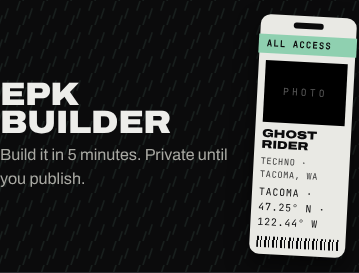 EPK
BUILDER
Build it in 5 minutes. Private until
you publish.
ALL ACCESS
PHOTO
GHOST
RIDER
TECHNO ·
TACOMA, WA
TACOMA ·
47.25° N ·
122.44° W